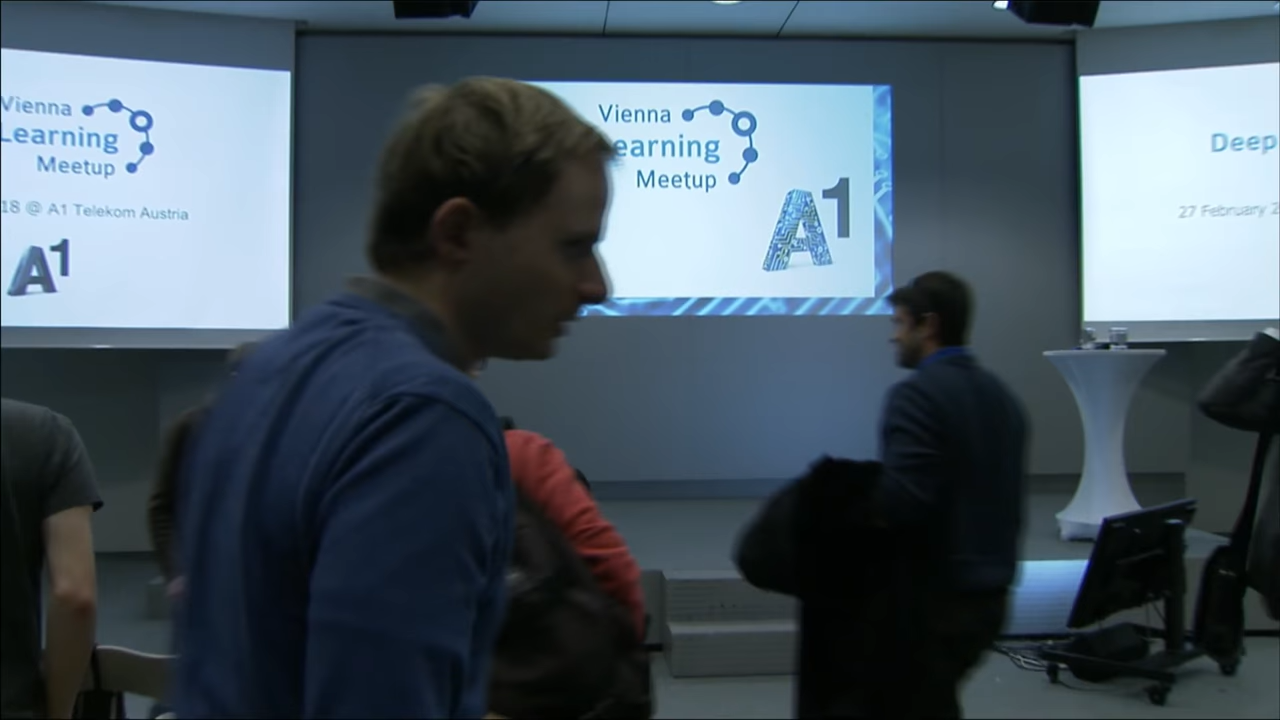 Vienna
Learning
Meetup
18 @ A1 Telekom Austria
A1
Vienna
earning
Meetup
A1
Deep
27 February 2